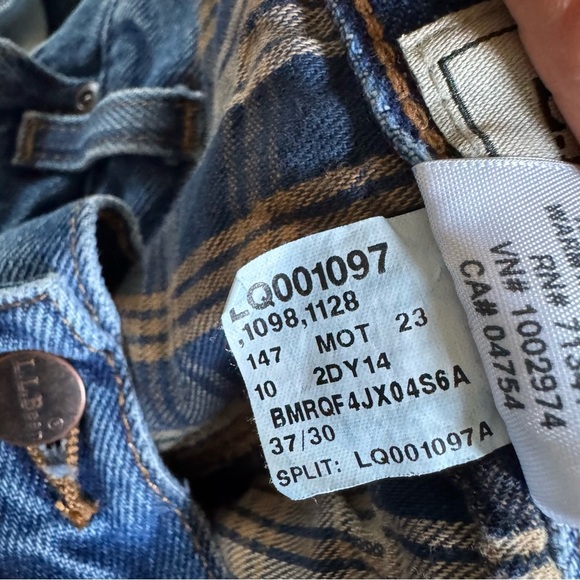 LQ001097
,1098,1128
147 MOT 23
10 2DY14
BMRQF4JX04S6A
37/30
SPLIT: LQ001097A
RN#
VN# 1002974
CA# 04754
L.L.Bean